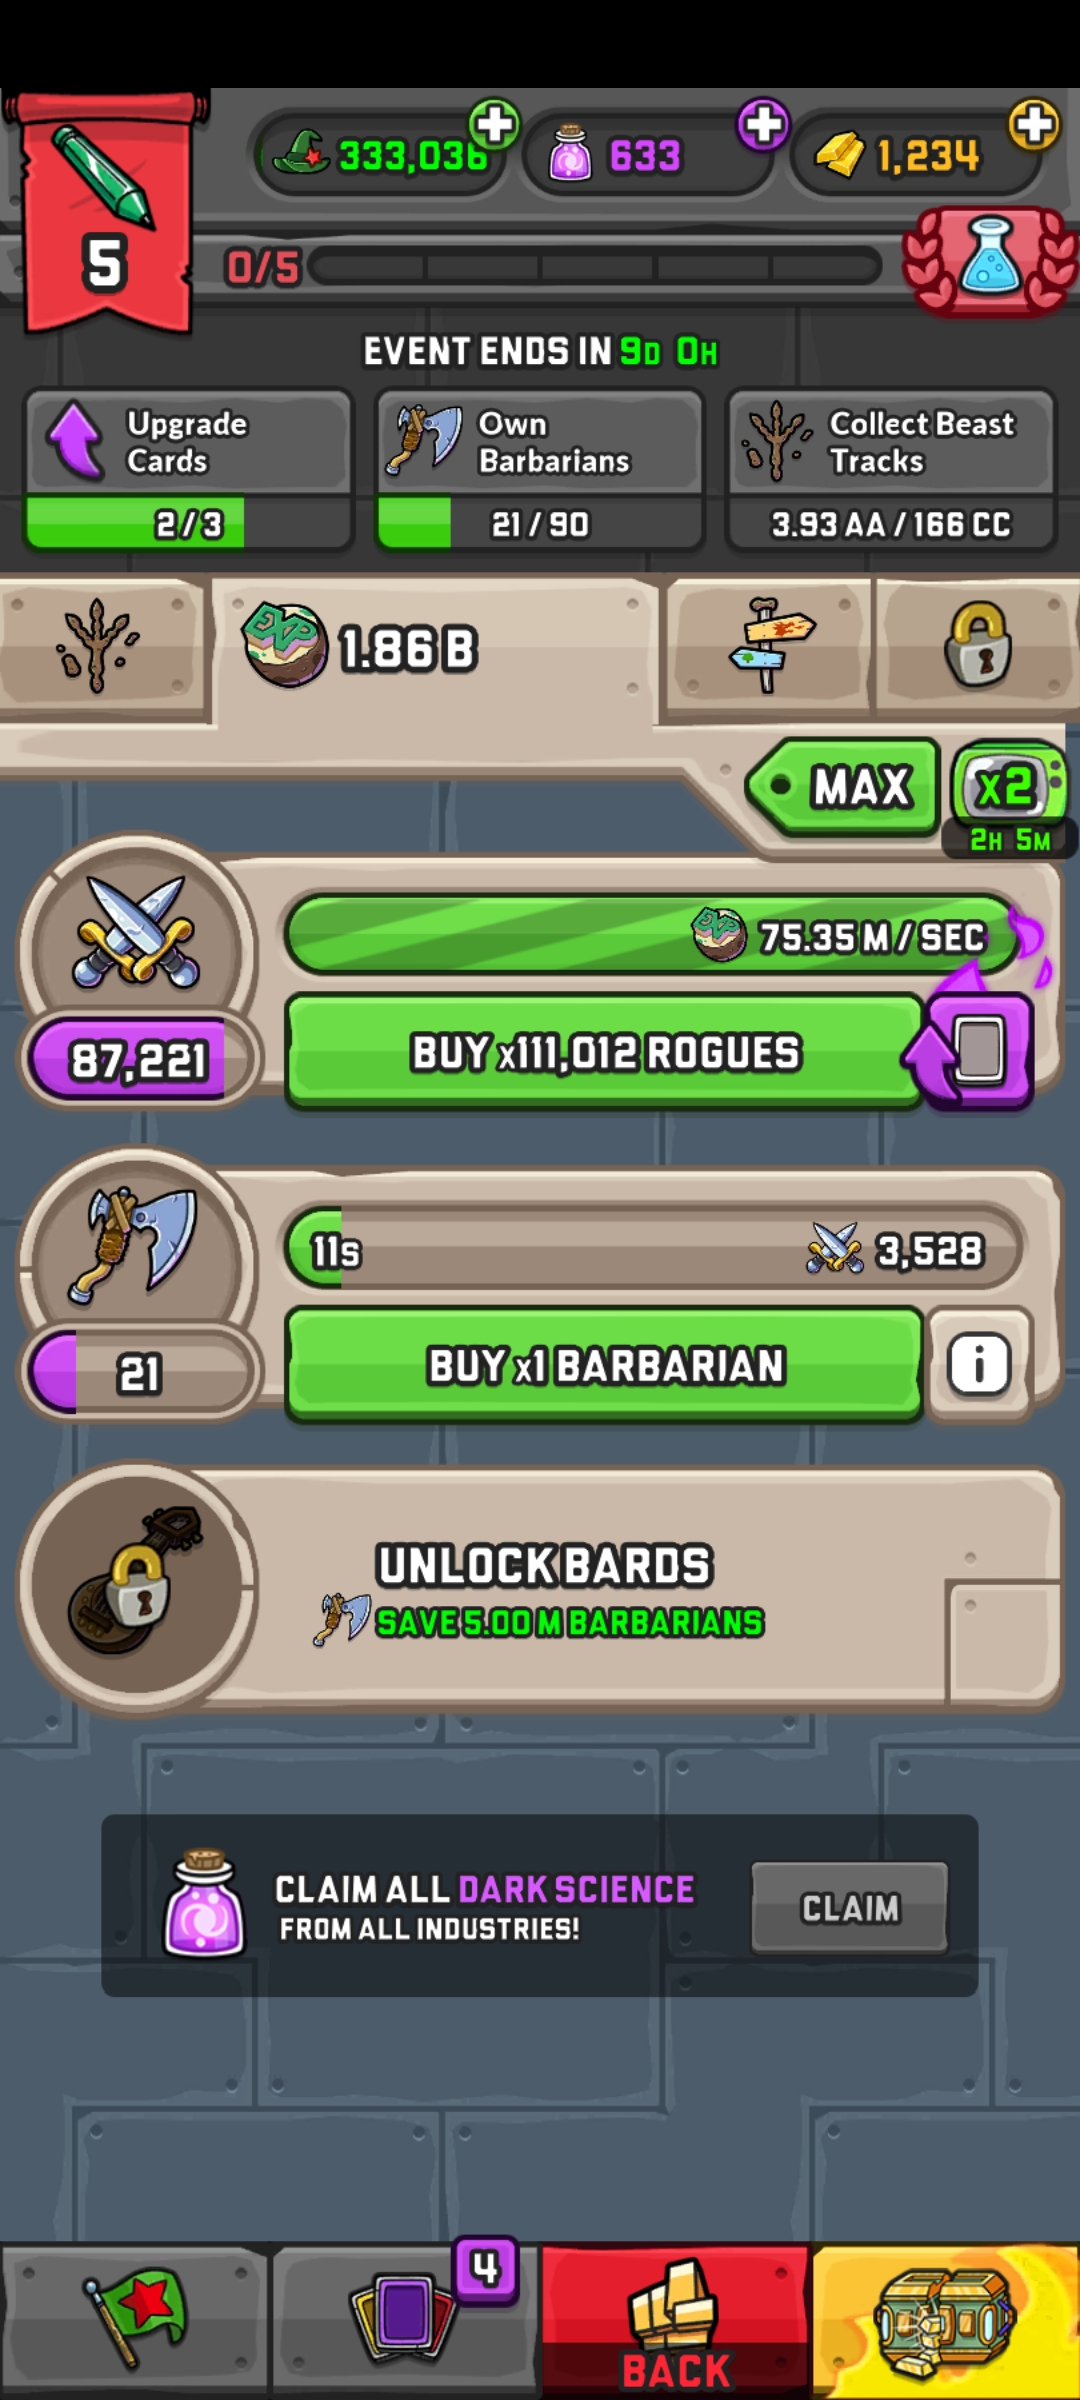 333,036
633
1,234
5
0/5
EVENT ENDS IN 9D 0H
Upgrade
Cards
2/3
Own
Barbarians
21/90
Collect Beast
Tracks
3.93 AA / 166 CC
EXP
1.86 B
MAX
x2
2H 5M
EXP
75.35 M / SEC
87,221
BUY x111,012 ROGUES
11s
3,528
21
BUY x1 BARBARIAN
i
UNLOCK BARDS
SAVE 5.00 M BARBARIANS
CLAIM ALL DARK SCIENCE
FROM ALL INDUSTRIES!
CLAIM
4
BACK